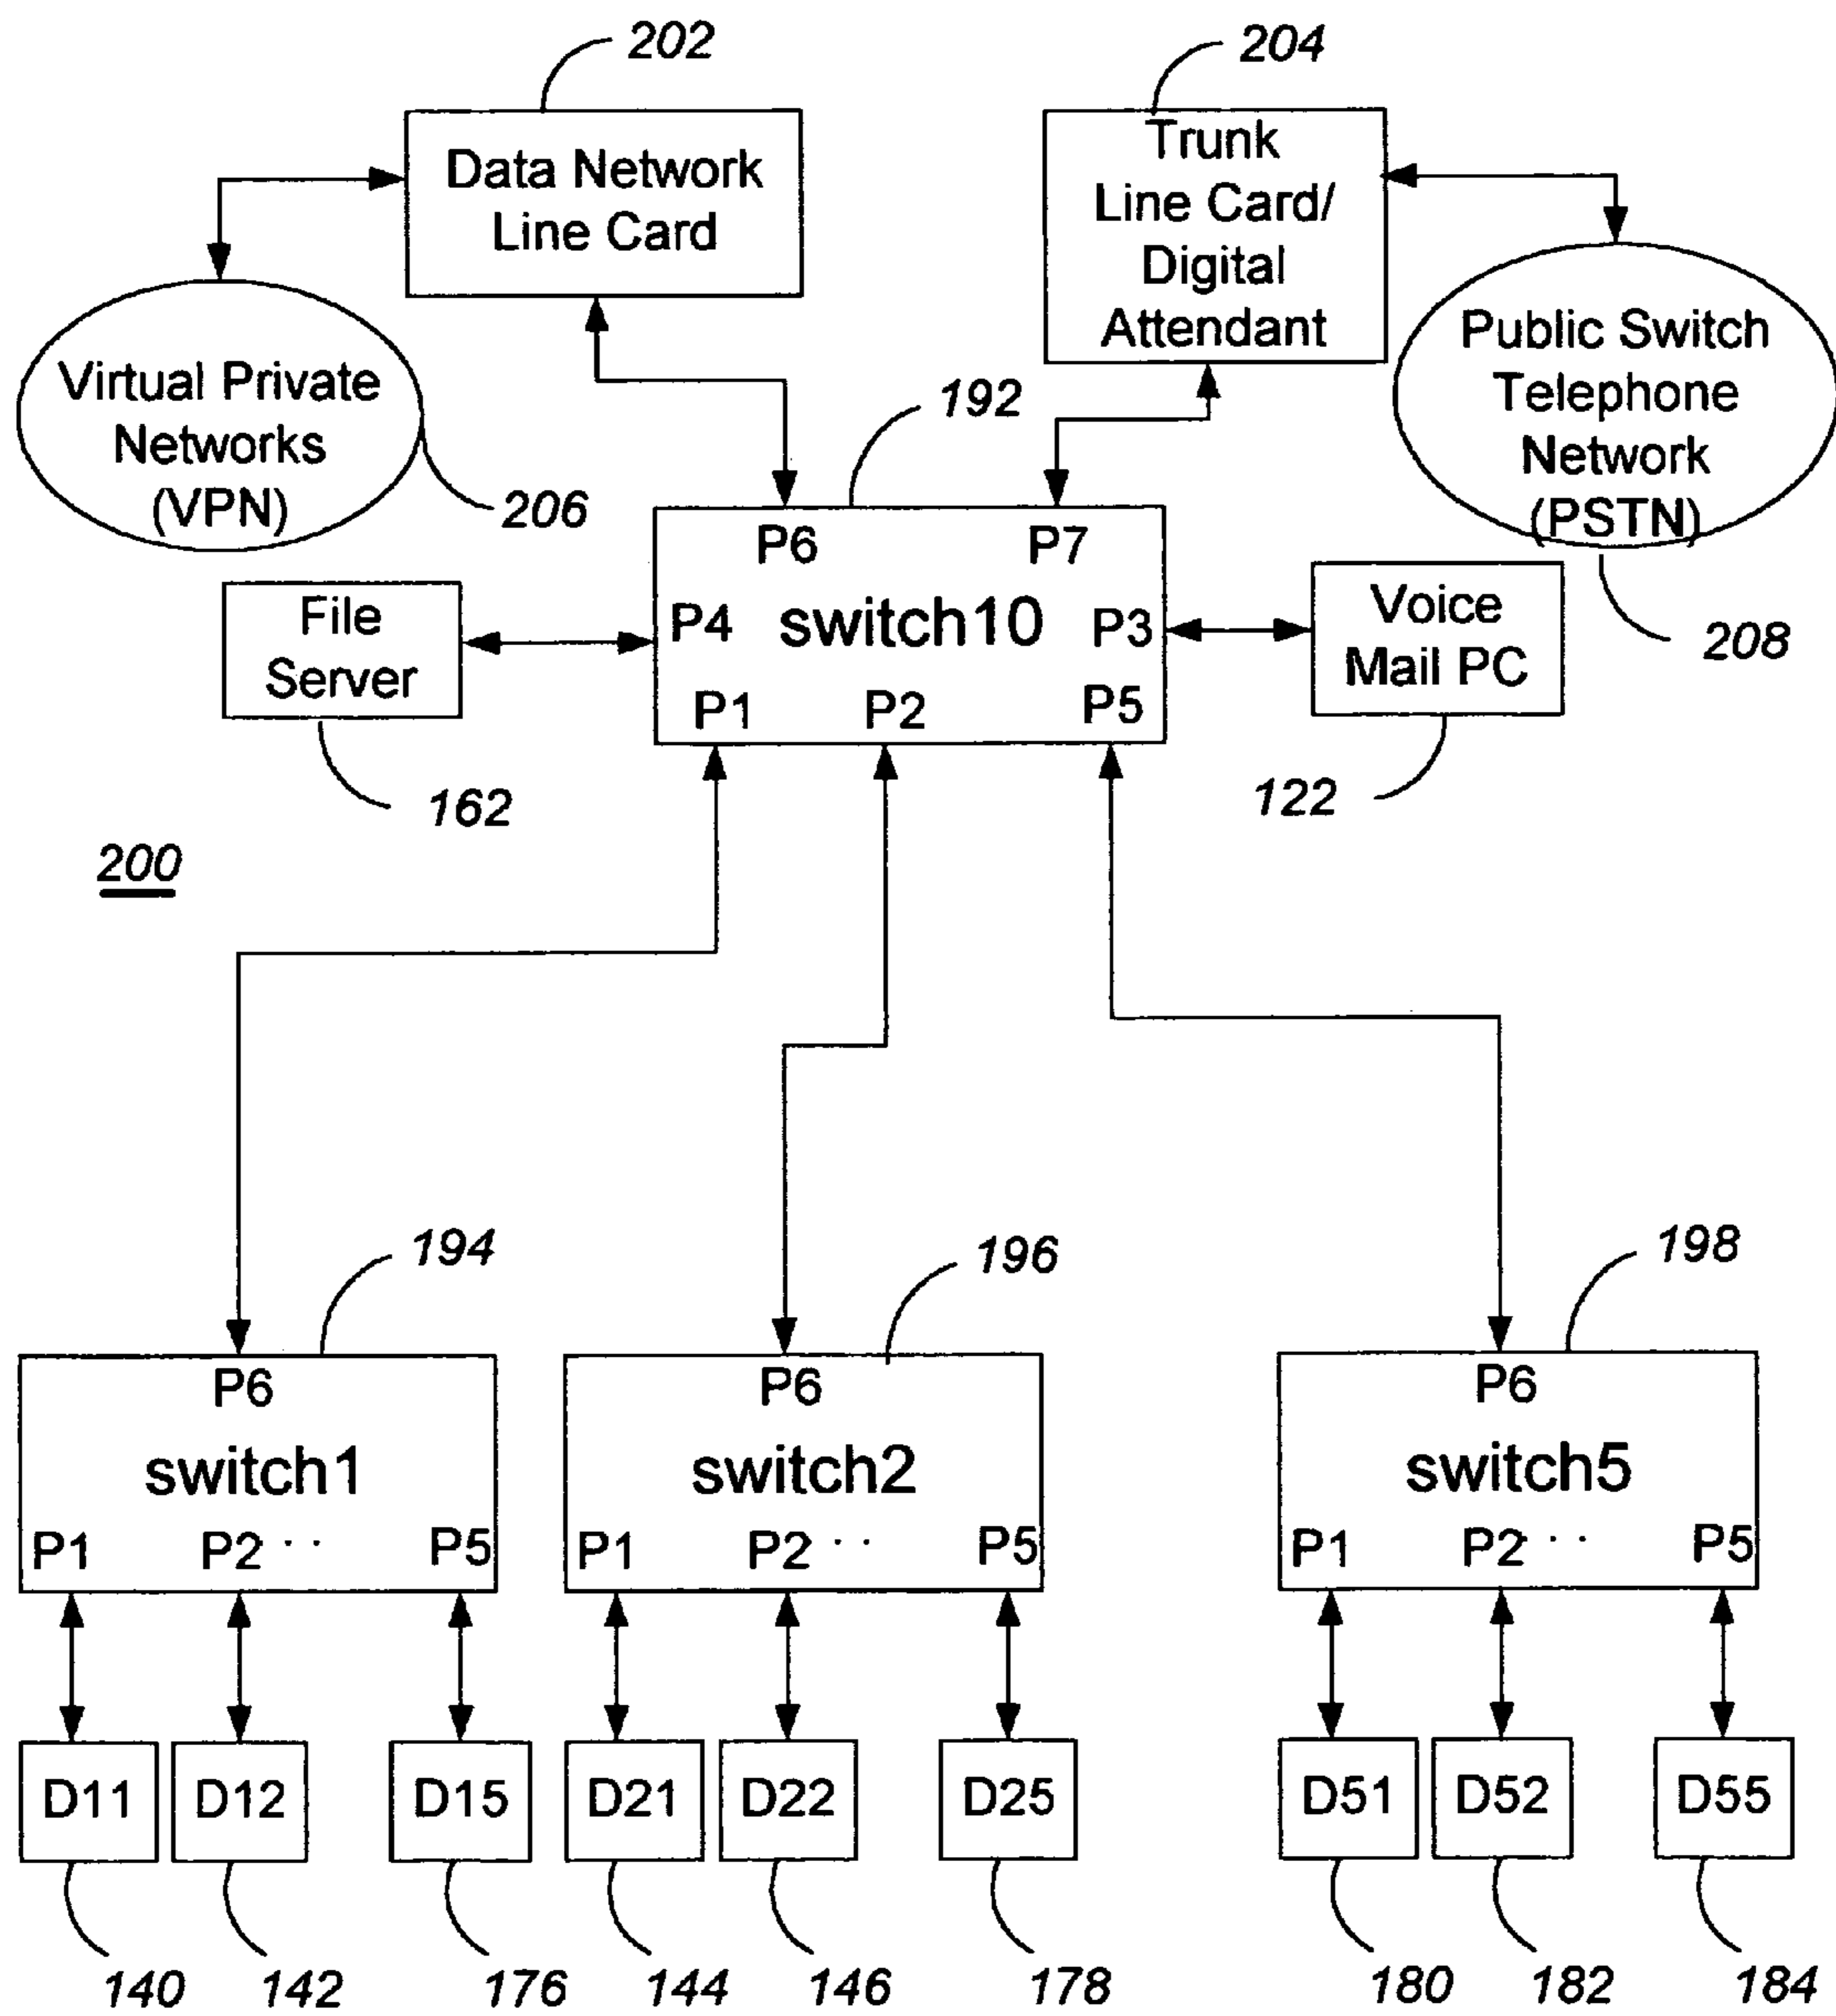 202
204
Data Network
Line Card
Trunk
Line Card/
Digital
Attendant
Virtual Private
Networks
(VPN)
206
192
Public Switch
Telephone
Network
(PSTN)
208
File
Server
162
P6
P7
P4
switch10
P3
P1
P2
P5
Voice
Mail PC
122
200
194
196
198
P6
switch1
P1
P2 ..
P5
P6
switch2
P1
P2 ..
P5
P6
switch5
P1
P2 ..
P5
D11
D12
D15
D21
D22
D25
D51
D52
D55
140
142
176
144
146
178
180
182
184